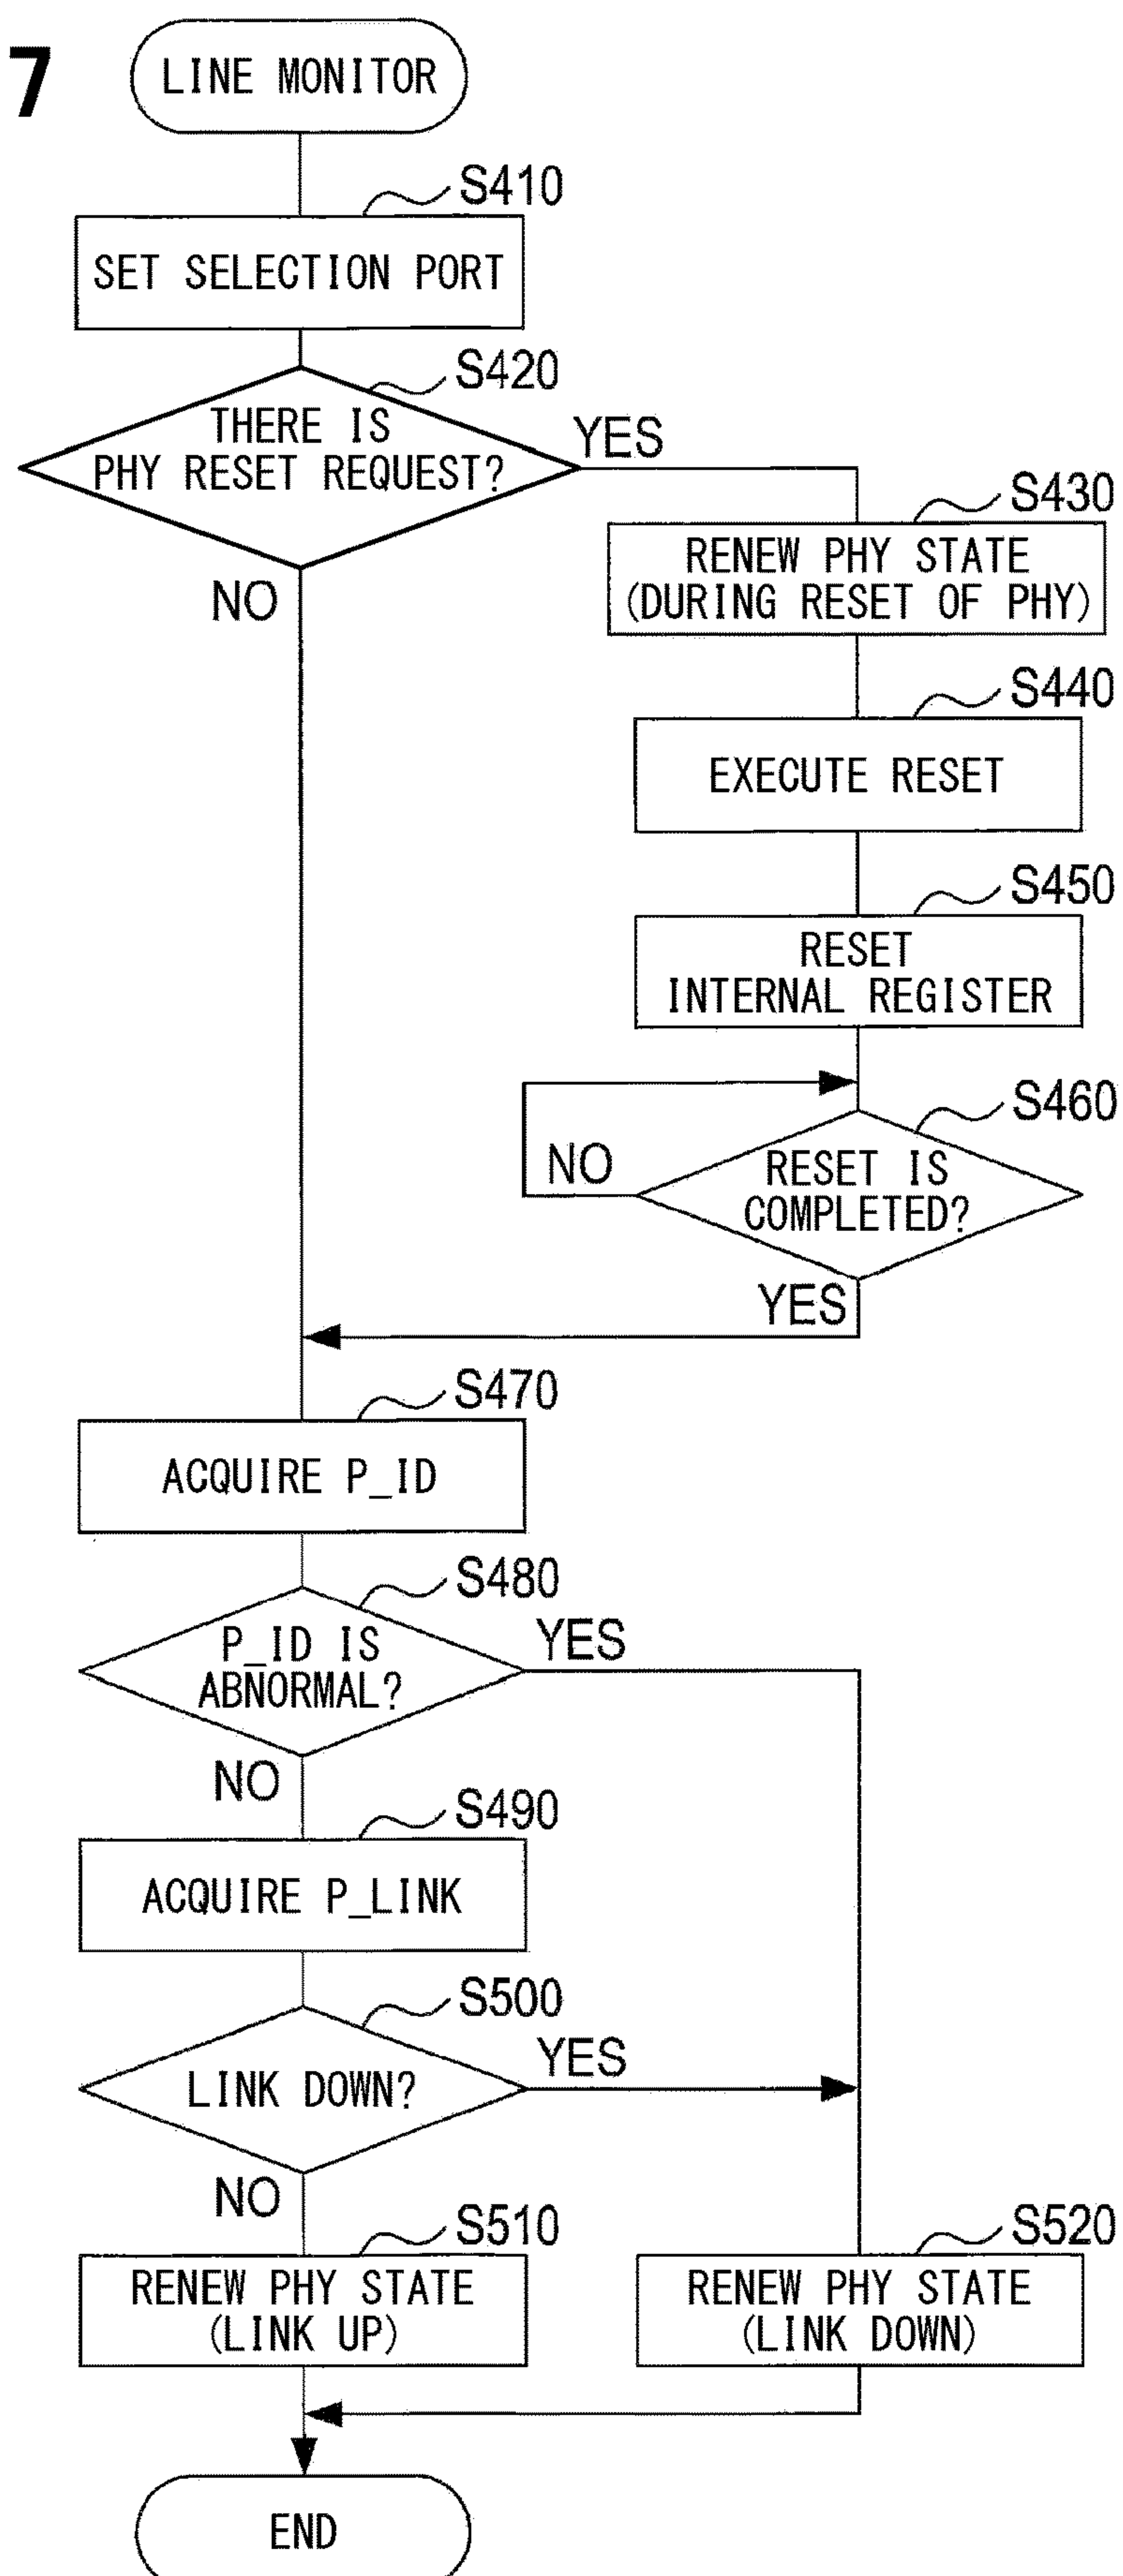 7
LINE MONITOR
S410
SET SELECTION PORT
S420
THERE IS
PHY RESET REQUEST?
YES
NO
S430
RENEW PHY STATE
(DURING RESET OF PHY)
S440
EXECUTE RESET
S450
RESET
INTERNAL REGISTER
S460
RESET IS
COMPLETED?
NO
YES
S470
ACQUIRE P_ID
S480
P_ID IS
ABNORMAL?
YES
NO
S490
ACQUIRE P_LINK
S500
LINK DOWN?
YES
NO
S510
RENEW PHY STATE
(LINK UP)
S520
RENEW PHY STATE
(LINK DOWN)
END